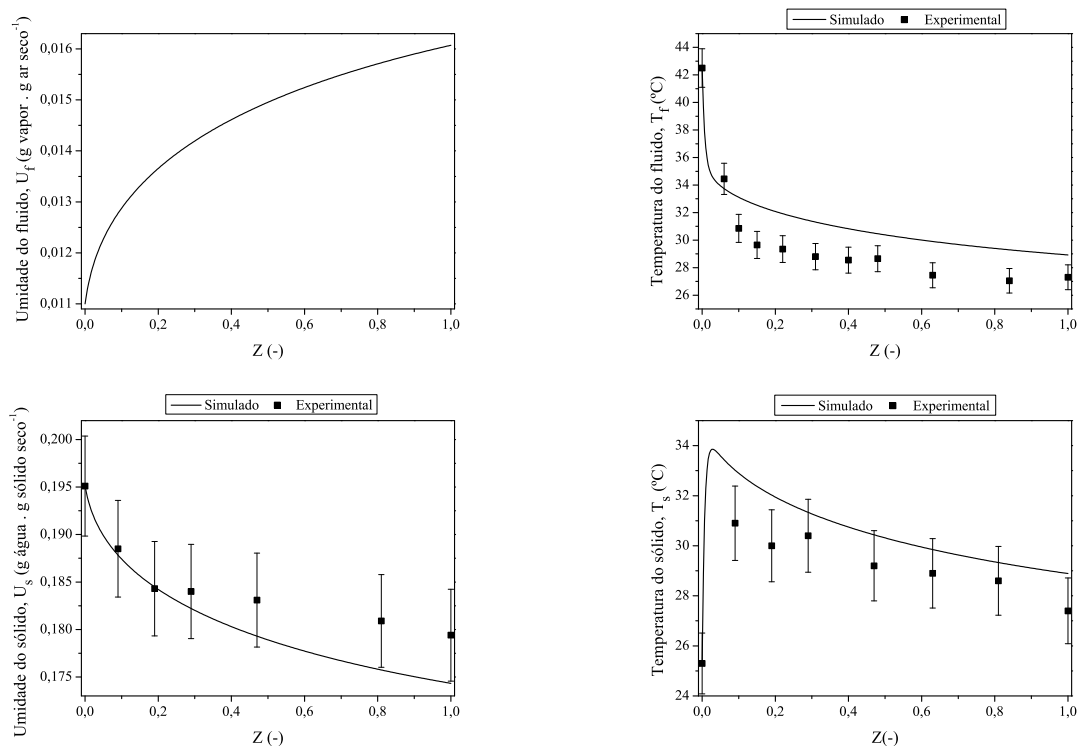 Umidade do fluido, U_f (g vapor . g ar seco⁻¹)
0,016
0,015
0,014
0,013
0,012
0,011
0,0 0,2 0,4 0,6 0,8 1,0
Z (-)
Simulado Experimental
Temperatura do fluido, T_f (ºC)
44
42
40
38
36
34
32
30
28
26
0,0 0,2 0,4 0,6 0,8 1,0
Z (-)
Simulado Experimental
Umidade do sólido, U_s (g água . g sólido seco⁻¹)
0,200
0,195
0,190
0,185
0,180
0,175
0,0 0,2 0,4 0,6 0,8 1,0
Z (-)
Simulado Experimental
Temperatura do sólido, T_s (ºC)
34
32
30
28
26
24
0,0 0,2 0,4 0,6 0,8 1,0
Z(-)